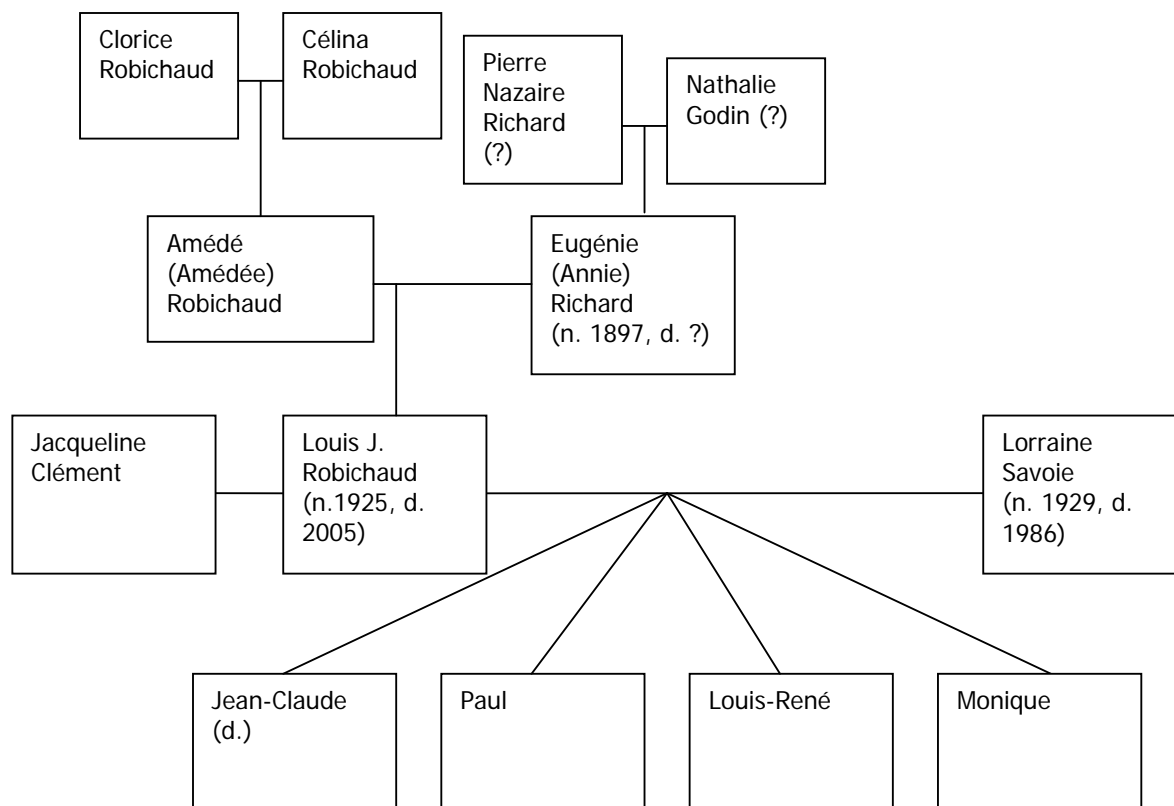 Clorice
Robichaud
Célina
Robichaud
Pierre
Nazaire
Richard
(?)
Nathalie
Godin (?)
Amédé
(Amédée)
Robichaud
Eugénie
(Annie)
Richard
(n. 1897, d. ?)
Jacqueline
Clément
Louis J.
Robichaud
(n.1925, d.
2005)
Lorraine
Savoie
(n. 1929, d.
1986)
Jean-Claude
(d.)
Paul
Louis-René
Monique